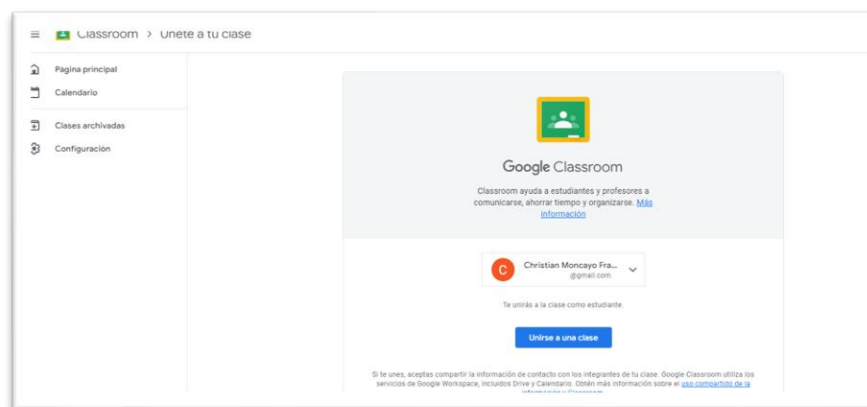 Classroom > Únete a tu clase
Página principal
Calendario
Clases archivadas
Configuración
Google Classroom
Classroom ayuda a estudiantes y profesores a
comunicarse, ahorrar tiempo y organizarse. Más
información
C
Christian Moncayo Fra...
@gmail.com
Te unirás a la clase como estudiante.
Unirse a una clase
Si te unes, aceptas compartir la información de contacto con los integrantes de tu clase. Google Classroom utiliza los
servicios de Google Workspace, incluidos Drive y Calendario. Obtén más información sobre el uso compartido de la
información y Classroom